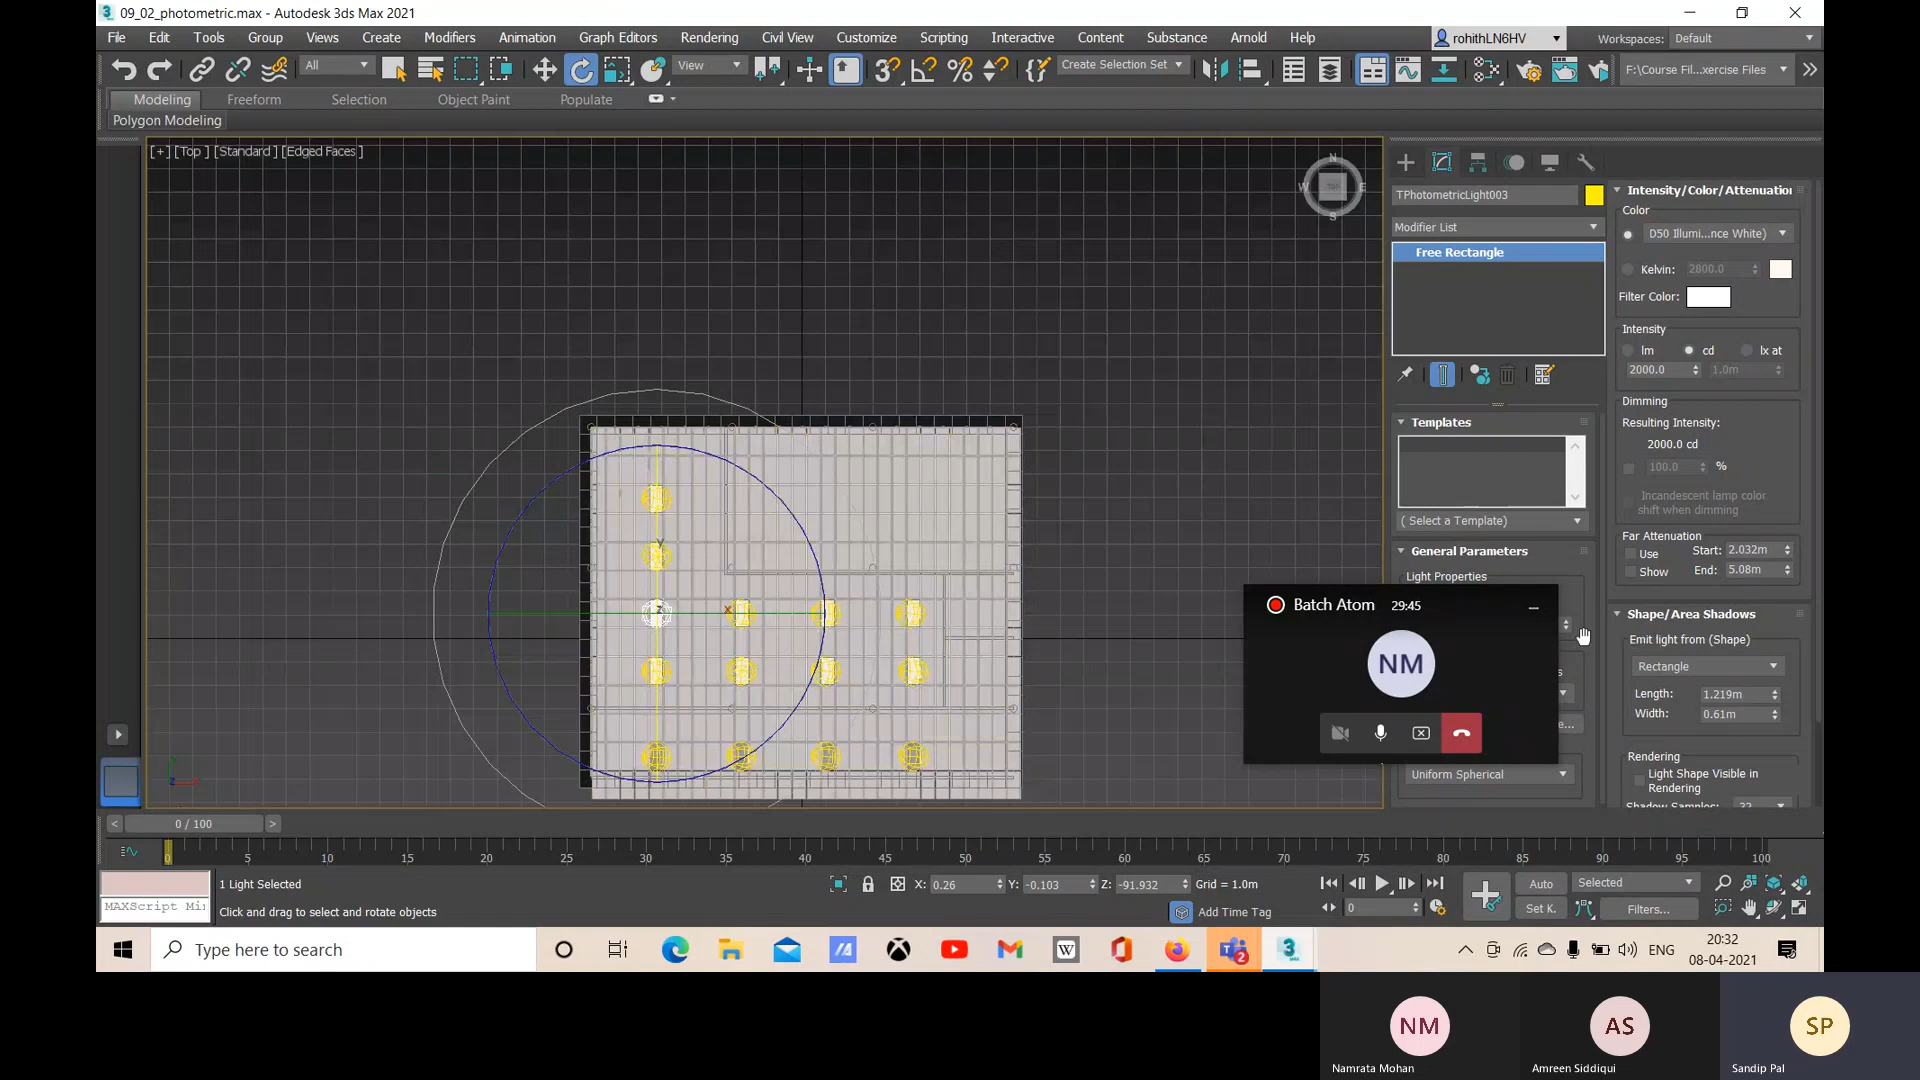 09_02_photometric.max - Autodesk 3ds Max 2021
File Edit Tools Group Views Create Modifiers Animation Graph Editors Rendering Civil View Customize Scripting Interactive Content Substance Arnold Help
rohithLN6HV
Workspaces: Default
All
View
Create Selection Set
F:\Course Fil...xercise Files
Modeling Freeform Selection Object Paint Populate
Polygon Modeling
[+] [Top ] [Standard ] [Edged Faces ]
N
W E
S
TPhotometricLight003
Modifier List
Free Rectangle
Templates
( Select a Template)
General Parameters
Light Properties
Uniform Spherical
Intensity/Color/Attenuation
Color
D50 Illumi...nce White)
Kelvin: 2800.0
Filter Color:
Intensity
lm cd lx at
2000.0 1.0m
Dimming
Resulting Intensity:
2000.0 cd
100.0 %
Incandescent lamp color
shift when dimming
Far Attenuation
Use Start: 2.032m
Show End: 5.08m
Shape/Area Shadows
Emit light from (Shape)
Rectangle
Length: 1.219m
Width: 0.61m
Rendering
Light Shape Visible in
Rendering
Shadow Samples: 32
Batch Atom 29:45
NM
0 / 100
0 5 10 15 20 25 30 35 40 45 50 55 60 65 70 75 80 85 90 95 100
1 Light Selected
X: 0.26 Y: -0.103 Z: -91.932 Grid = 1.0m
Auto Selected
MAXScript Mi
Click and drag to select and rotate objects
Add Time Tag
0
Set K. Filters...
Type here to search
ENG
20:32
08-04-2021
NM AS SP
Namrata Mohan Amreen Siddiqui Sandip Pal